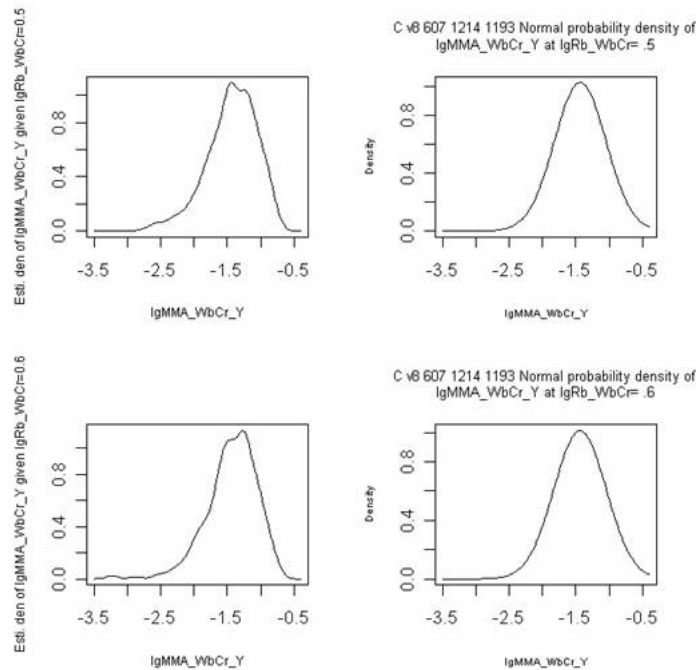 Esti. den of lgMMA_WbCr_Y given lgRb_WbCr=0.5
0.0 0.4 0.8
-3.5 -2.5 -1.5 -0.5
lgMMA_WbCr_Y
C v8 607 1214 1193 Normal probability density of
lgMMA_WbCr_Y at lgRb_WbCr= .5
Density
0.0 0.4 0.8
-3.5 -2.5 -1.5 -0.5
lgMMA_WbCr_Y
Esti. den of lgMMA_WbCr_Y given lgRb_WbCr=0.6
0.0 0.4 0.8
-3.5 -2.5 -1.5 -0.5
lgMMA_WbCr_Y
C v8 607 1214 1193 Normal probability density of
lgMMA_WbCr_Y at lgRb_WbCr= .6
Density
0.0 0.4 0.8
-3.5 -2.5 -1.5 -0.5
lgMMA_WbCr_Y